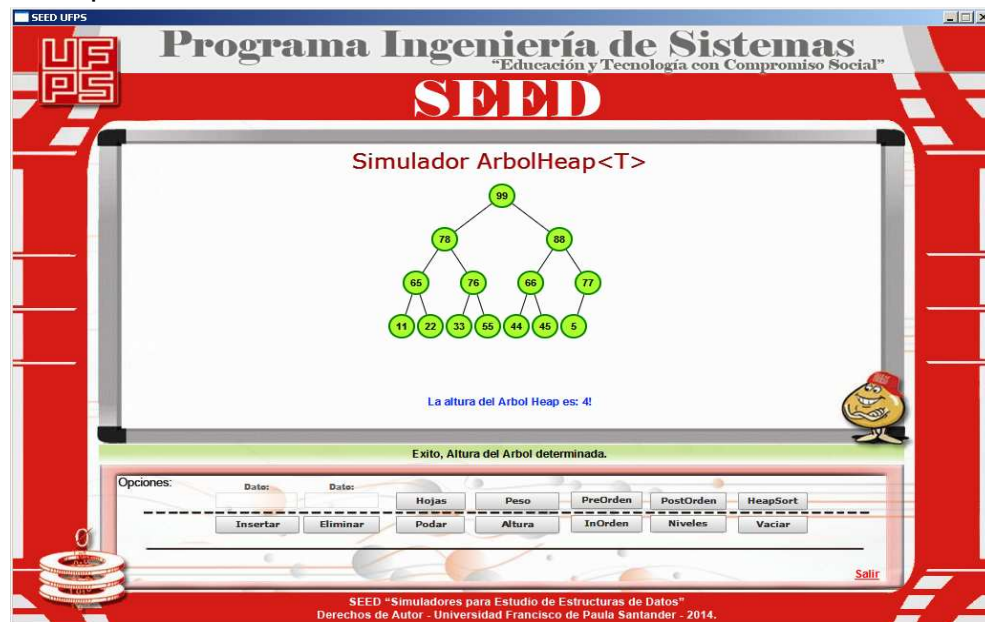 SEED UFPS
UFPS
Programa Ingeniería de Sistemas
"Educación y Tecnología con Compromiso Social"
SEED
Simulador ArbolHeap<T>
99
78 88
65 76 66 77
11 22 33 55 44 45 5
La altura del Arbol Heap es: 4!
Exito, Altura del Arbol determinada.
Opciones:
Dato: Dato:
Hojas Peso PreOrden PostOrden HeapSort
Insertar Eliminar Podar Altura InOrden Niveles Vaciar
Salir
SEED "Simuladores para Estudio de Estructuras de Datos"
Derechos de Autor - Universidad Francisco de Paula Santander - 2014.